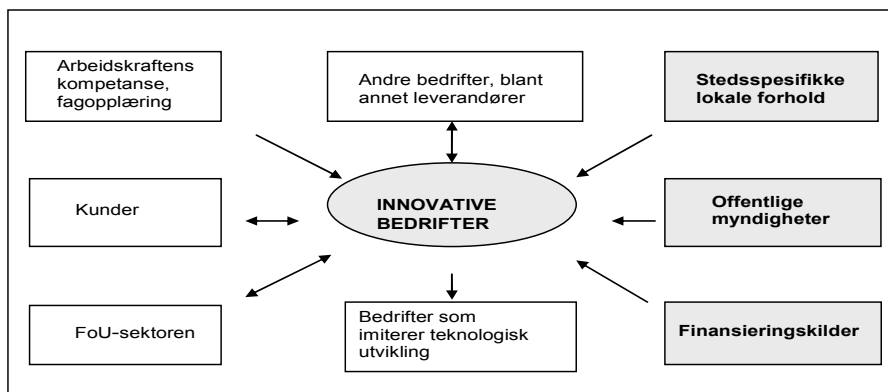 Arbeidskraftens
kompetanse,
fagopplæring
Andre bedrifter, blant
annet leverandører
Stedsspesifikke
lokale forhold
Kunder
INNOVATIVE
BEDRIFTER
Offentlige
myndigheter
FoU-sektoren
Bedrifter som
imiterer teknologisk
utvikling
Finansieringskilder